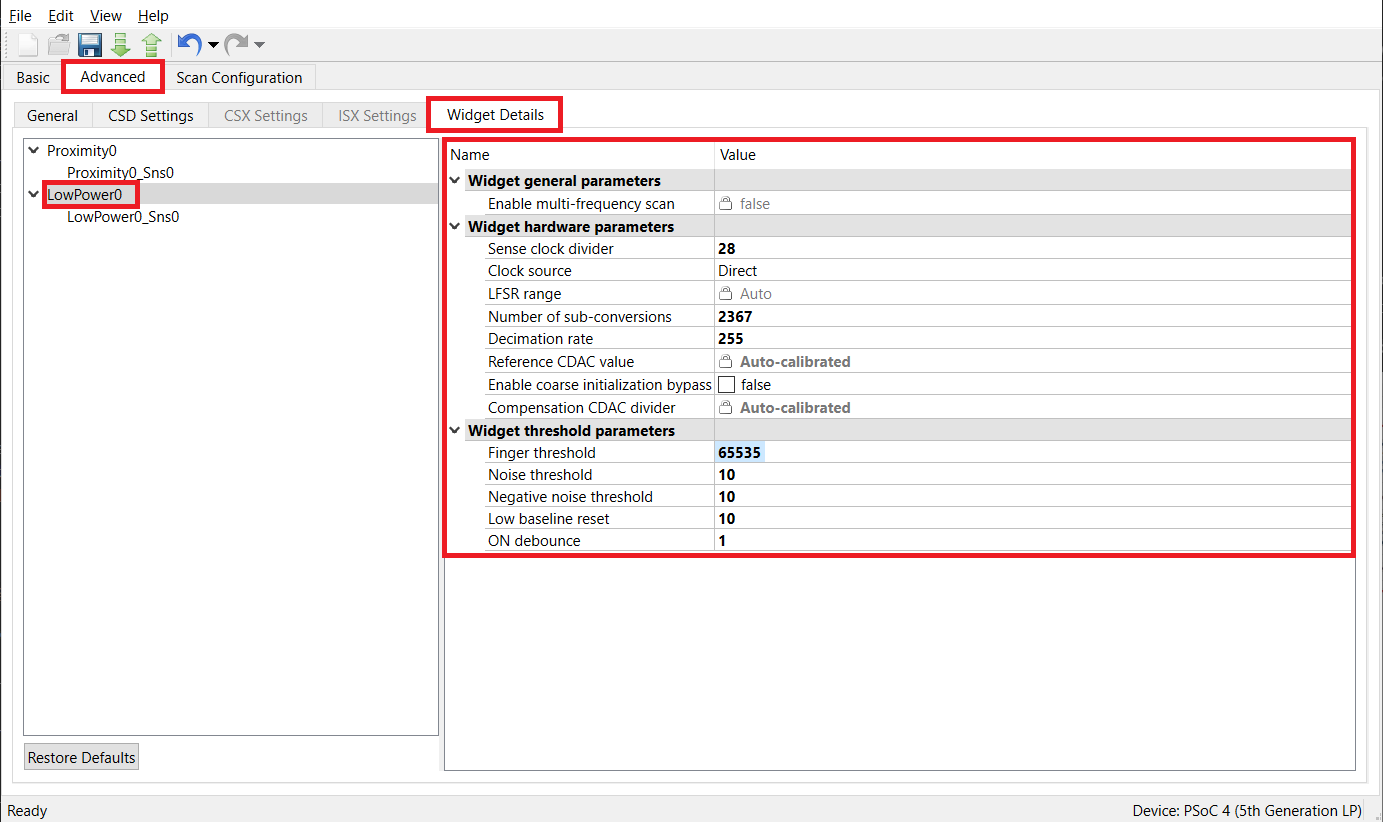 File Edit View Help
Basic Advanced Scan Configuration
General CSD Settings CSX Settings ISX Settings Widget Details
Proximity0
Proximity0_Sns0
LowPower0
LowPower0_Sns0
Restore Defaults
Name Value
Widget general parameters
Enable multi-frequency scan false
Widget hardware parameters
Sense clock divider 28
Clock source Direct
LFSR range Auto
Number of sub-conversions 2367
Decimation rate 255
Reference CDAC value Auto-calibrated
Enable coarse initialization bypass false
Compensation CDAC divider Auto-calibrated
Widget threshold parameters
Finger threshold 65535
Noise threshold 10
Negative noise threshold 10
Low baseline reset 10
ON debounce 1
Ready Device: PSoC 4 (5th Generation LP)